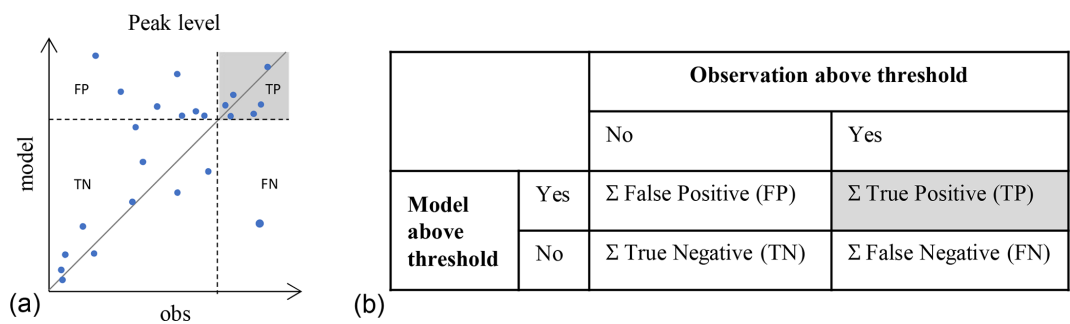 Peak level
FP
TP
TN
FN
model
obs
(a)
(b)
Observation above threshold
No
Yes
Model
above
threshold
Yes
Σ False Positive (FP)
Σ True Positive (TP)
No
Σ True Negative (TN)
Σ False Negative (FN)